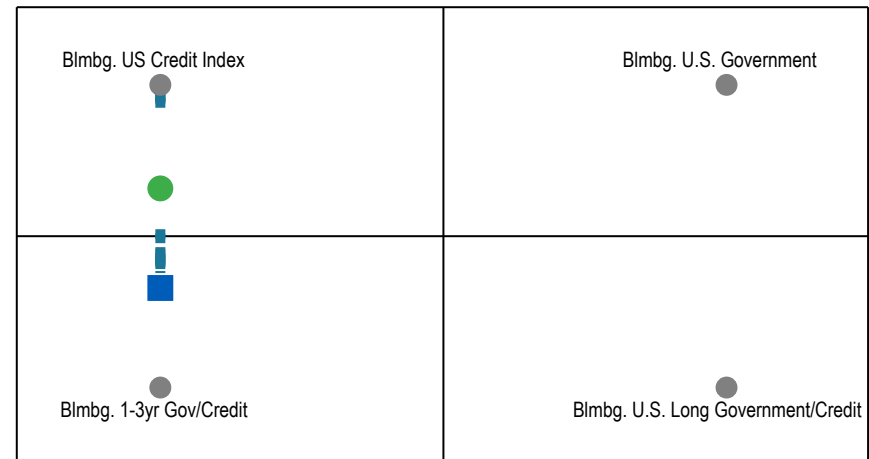 Blmbg. US Credit Index
Blmbg. U.S. Government
Blmbg. 1-3yr Gov/Credit
Blmbg. U.S. Long Government/Credit